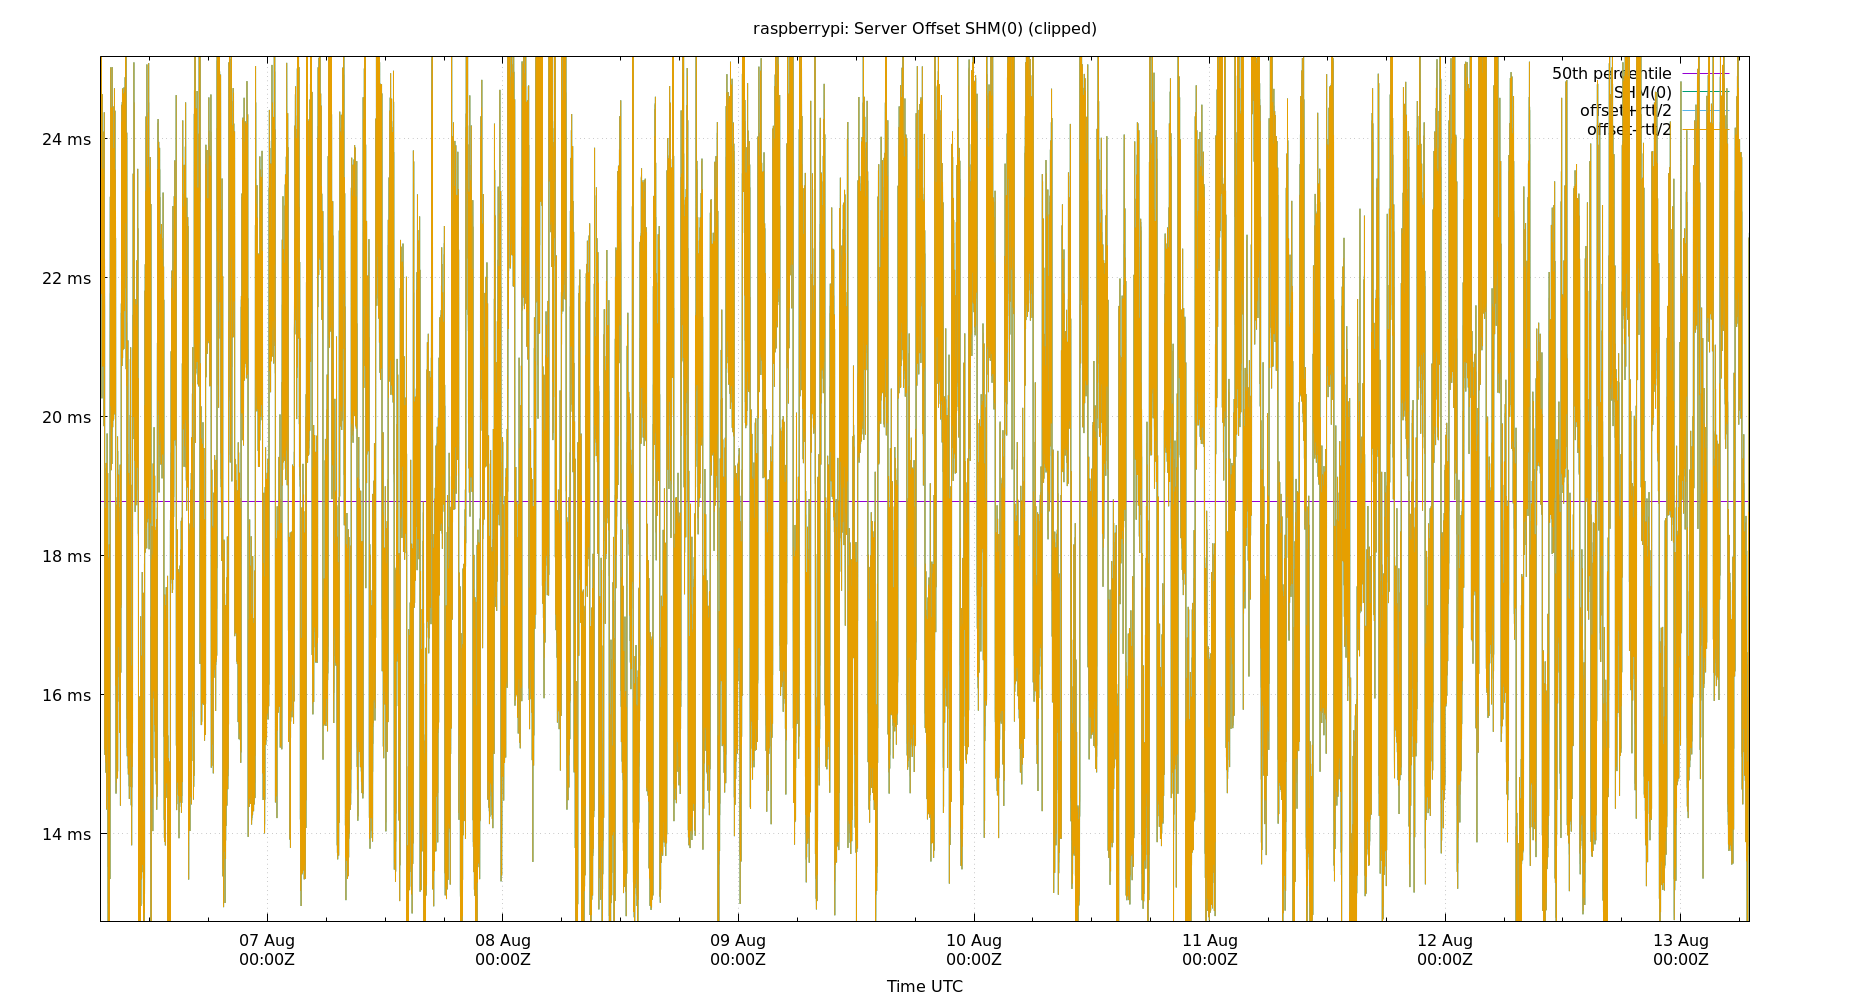 raspberrypi: Server Offset SHM(0) (clipped)
50th percentile
SHM(0)
offset+rtt/2
offset-rtt/2
24 ms
22 ms
20 ms
18 ms
16 ms
14 ms
07 Aug
00:00Z
08 Aug
00:00Z
09 Aug
00:00Z
10 Aug
00:00Z
11 Aug
00:00Z
12 Aug
00:00Z
13 Aug
00:00Z
Time UTC